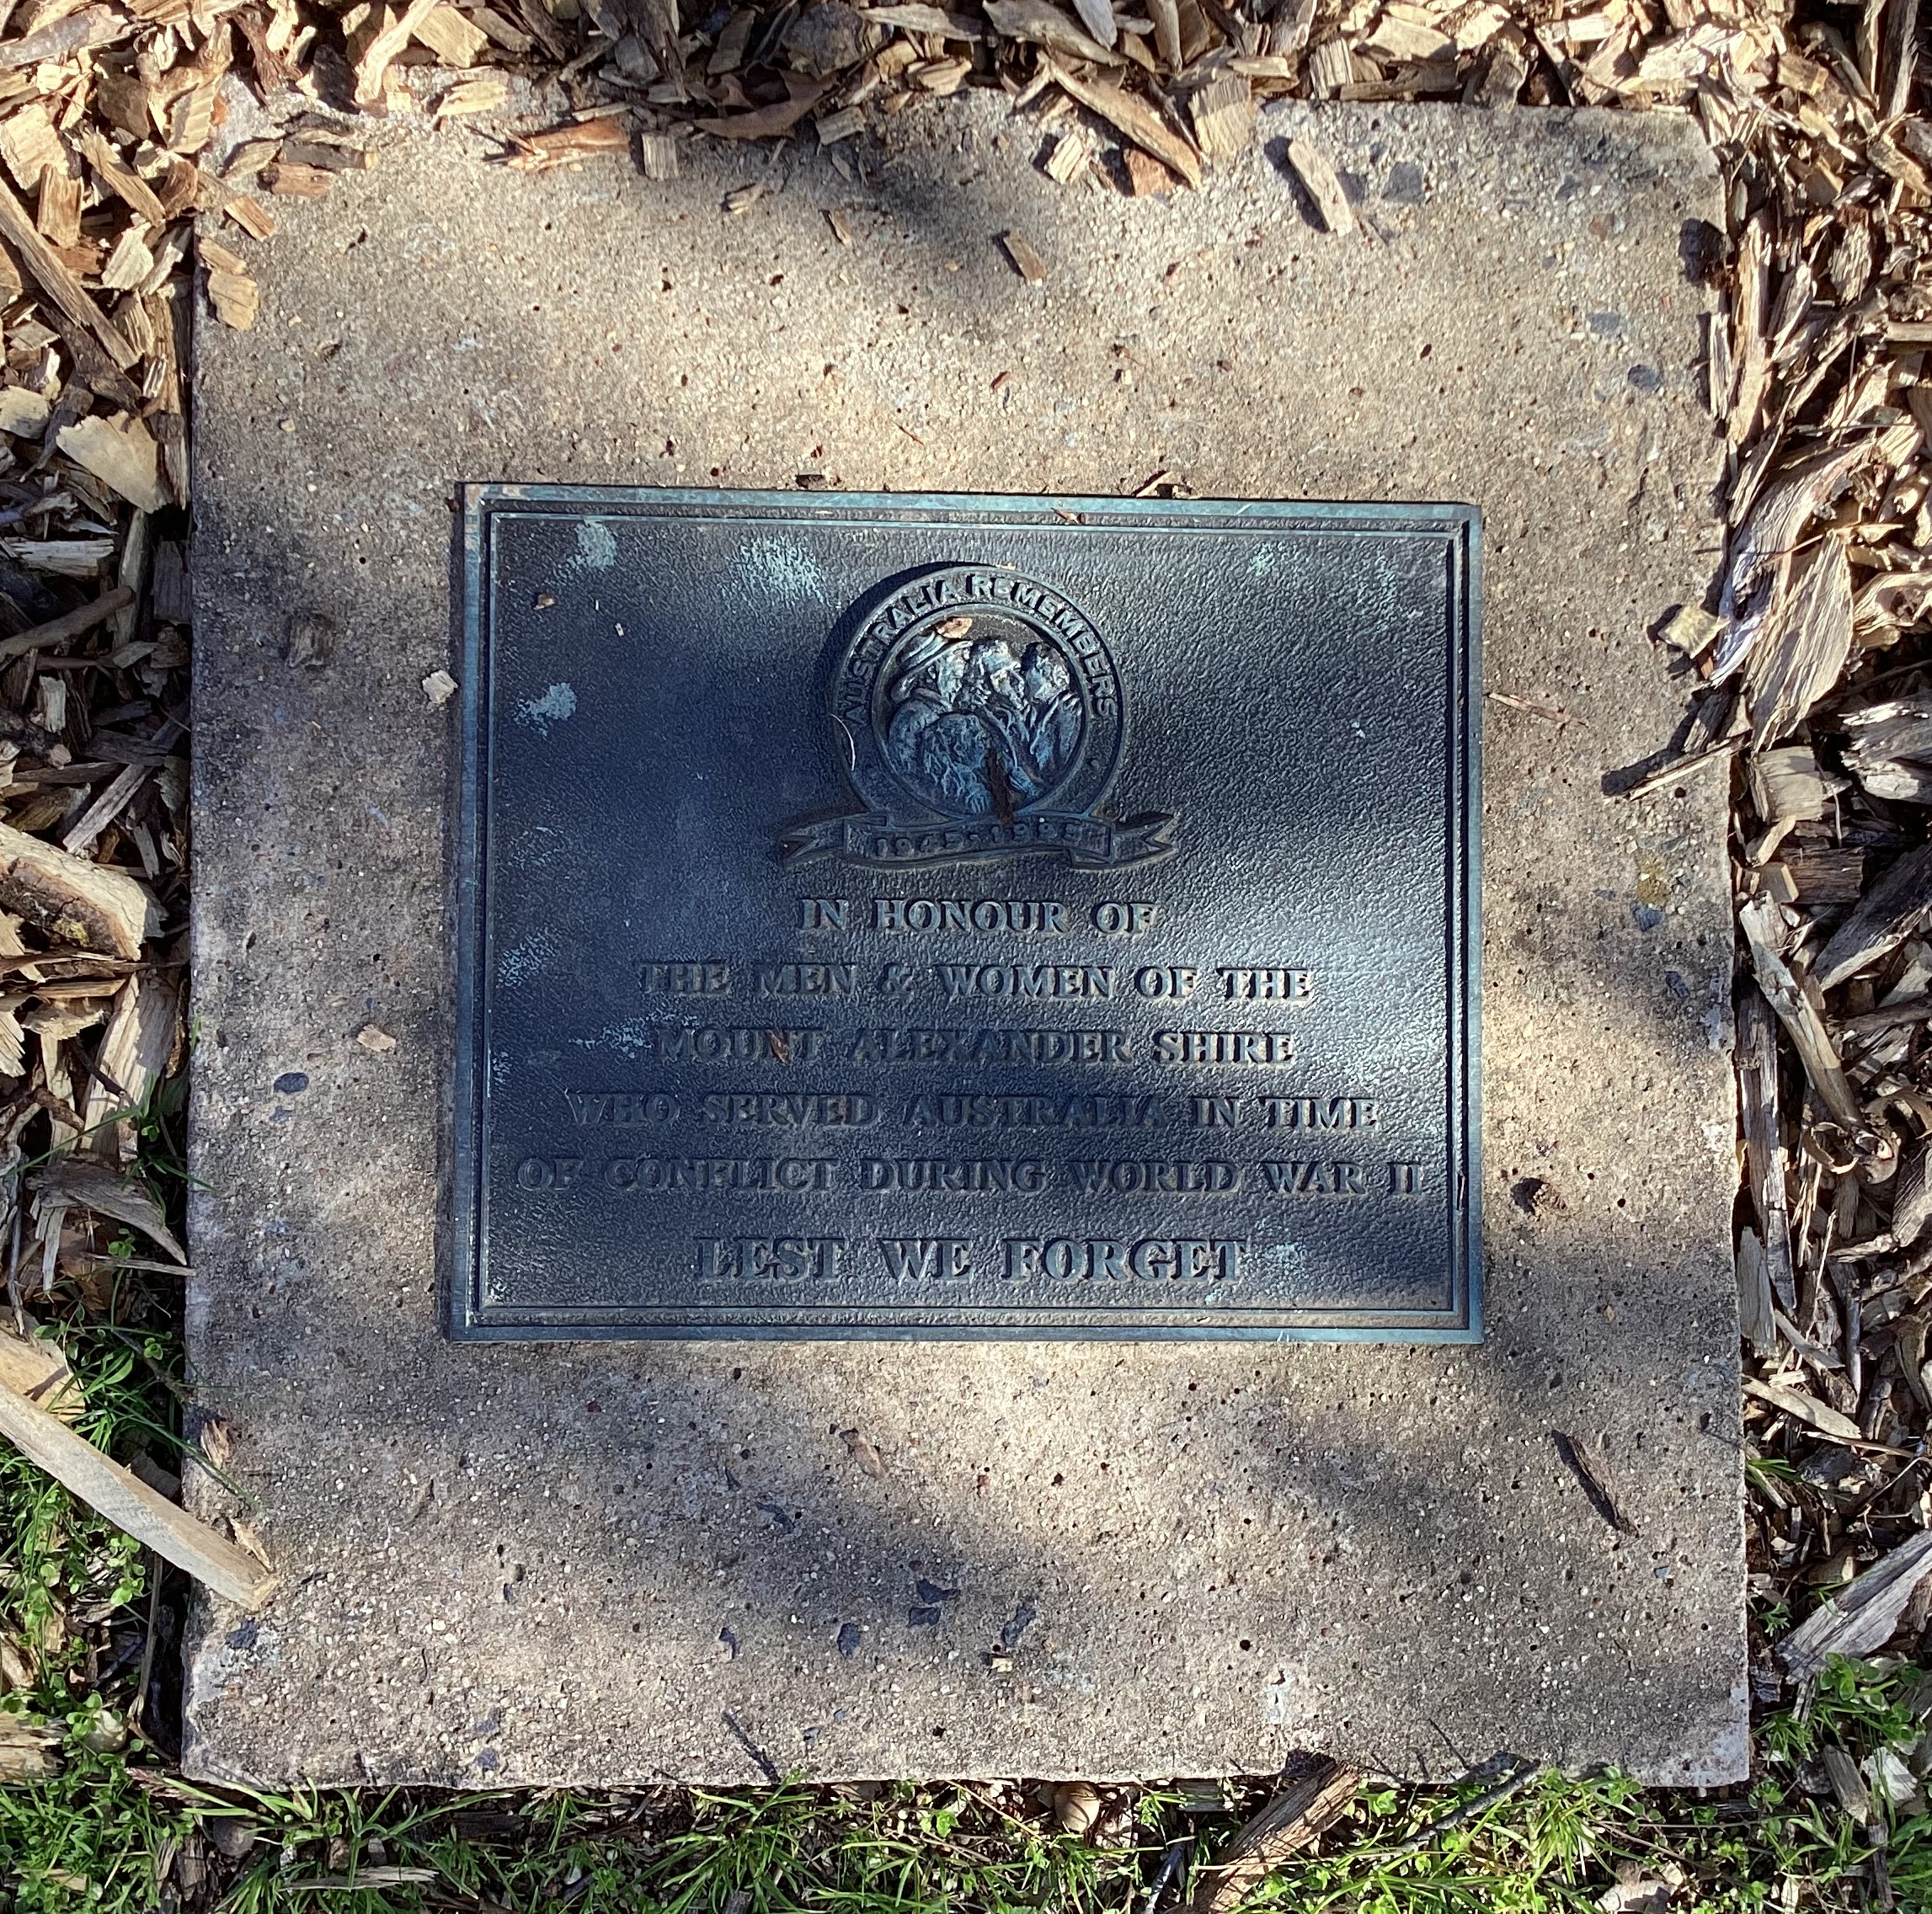 AUSTRALIA REMEMBERS
1945-1995
IN HONOUR OF
THE MEN & WOMEN OF THE
MOUNT ALEXANDER SHIRE
WHO SERVED AUSTRALIA IN TIME
OF CONFLICT DURING WORLD WAR II
LEST WE FORGET